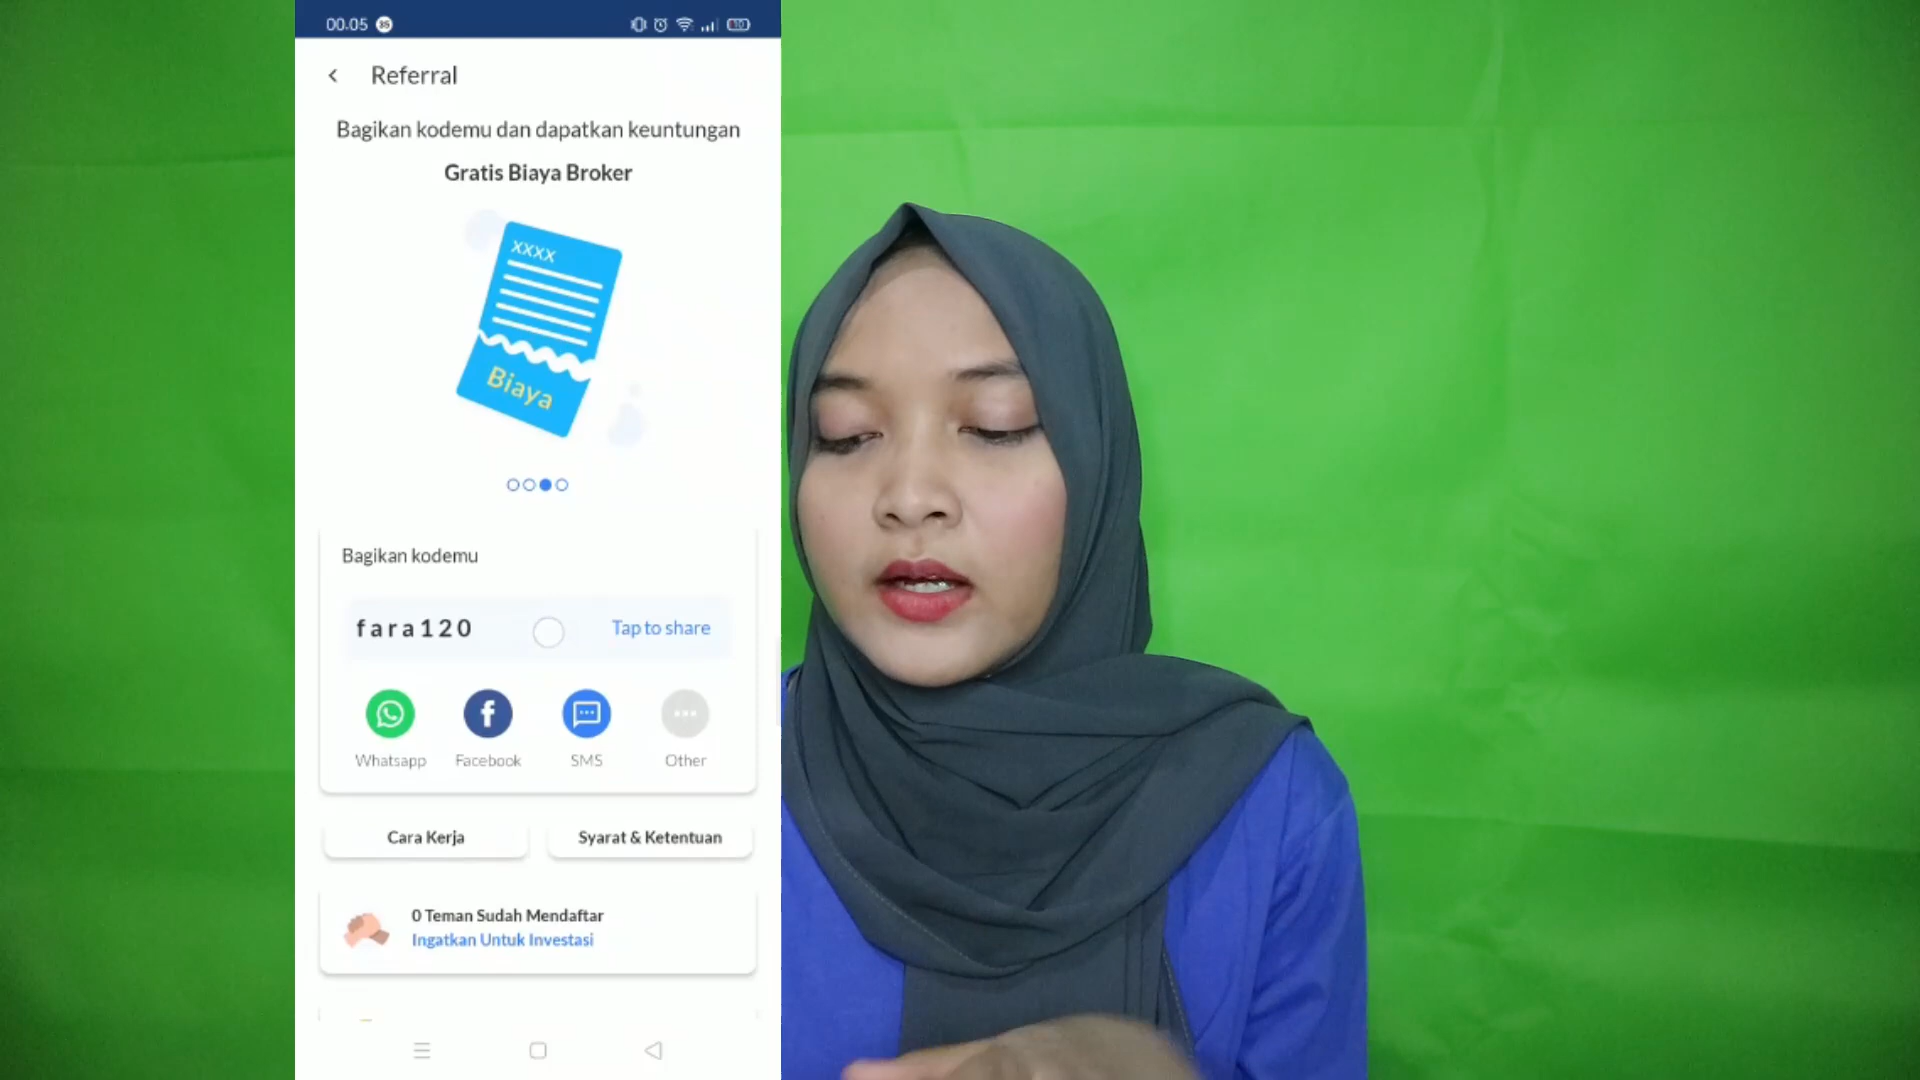 00.05
Referral
Bagikan kodemu dan dapatkan keuntungan
Gratis Biaya Broker
XXXX
Biaya
Bagikan kodemu
fara120
Tap to share
Whatsapp
Facebook
SMS
Other
Cara Kerja
Syarat & Ketentuan
0 Teman Sudah Mendaftar
Ingatkan Untuk Investasi